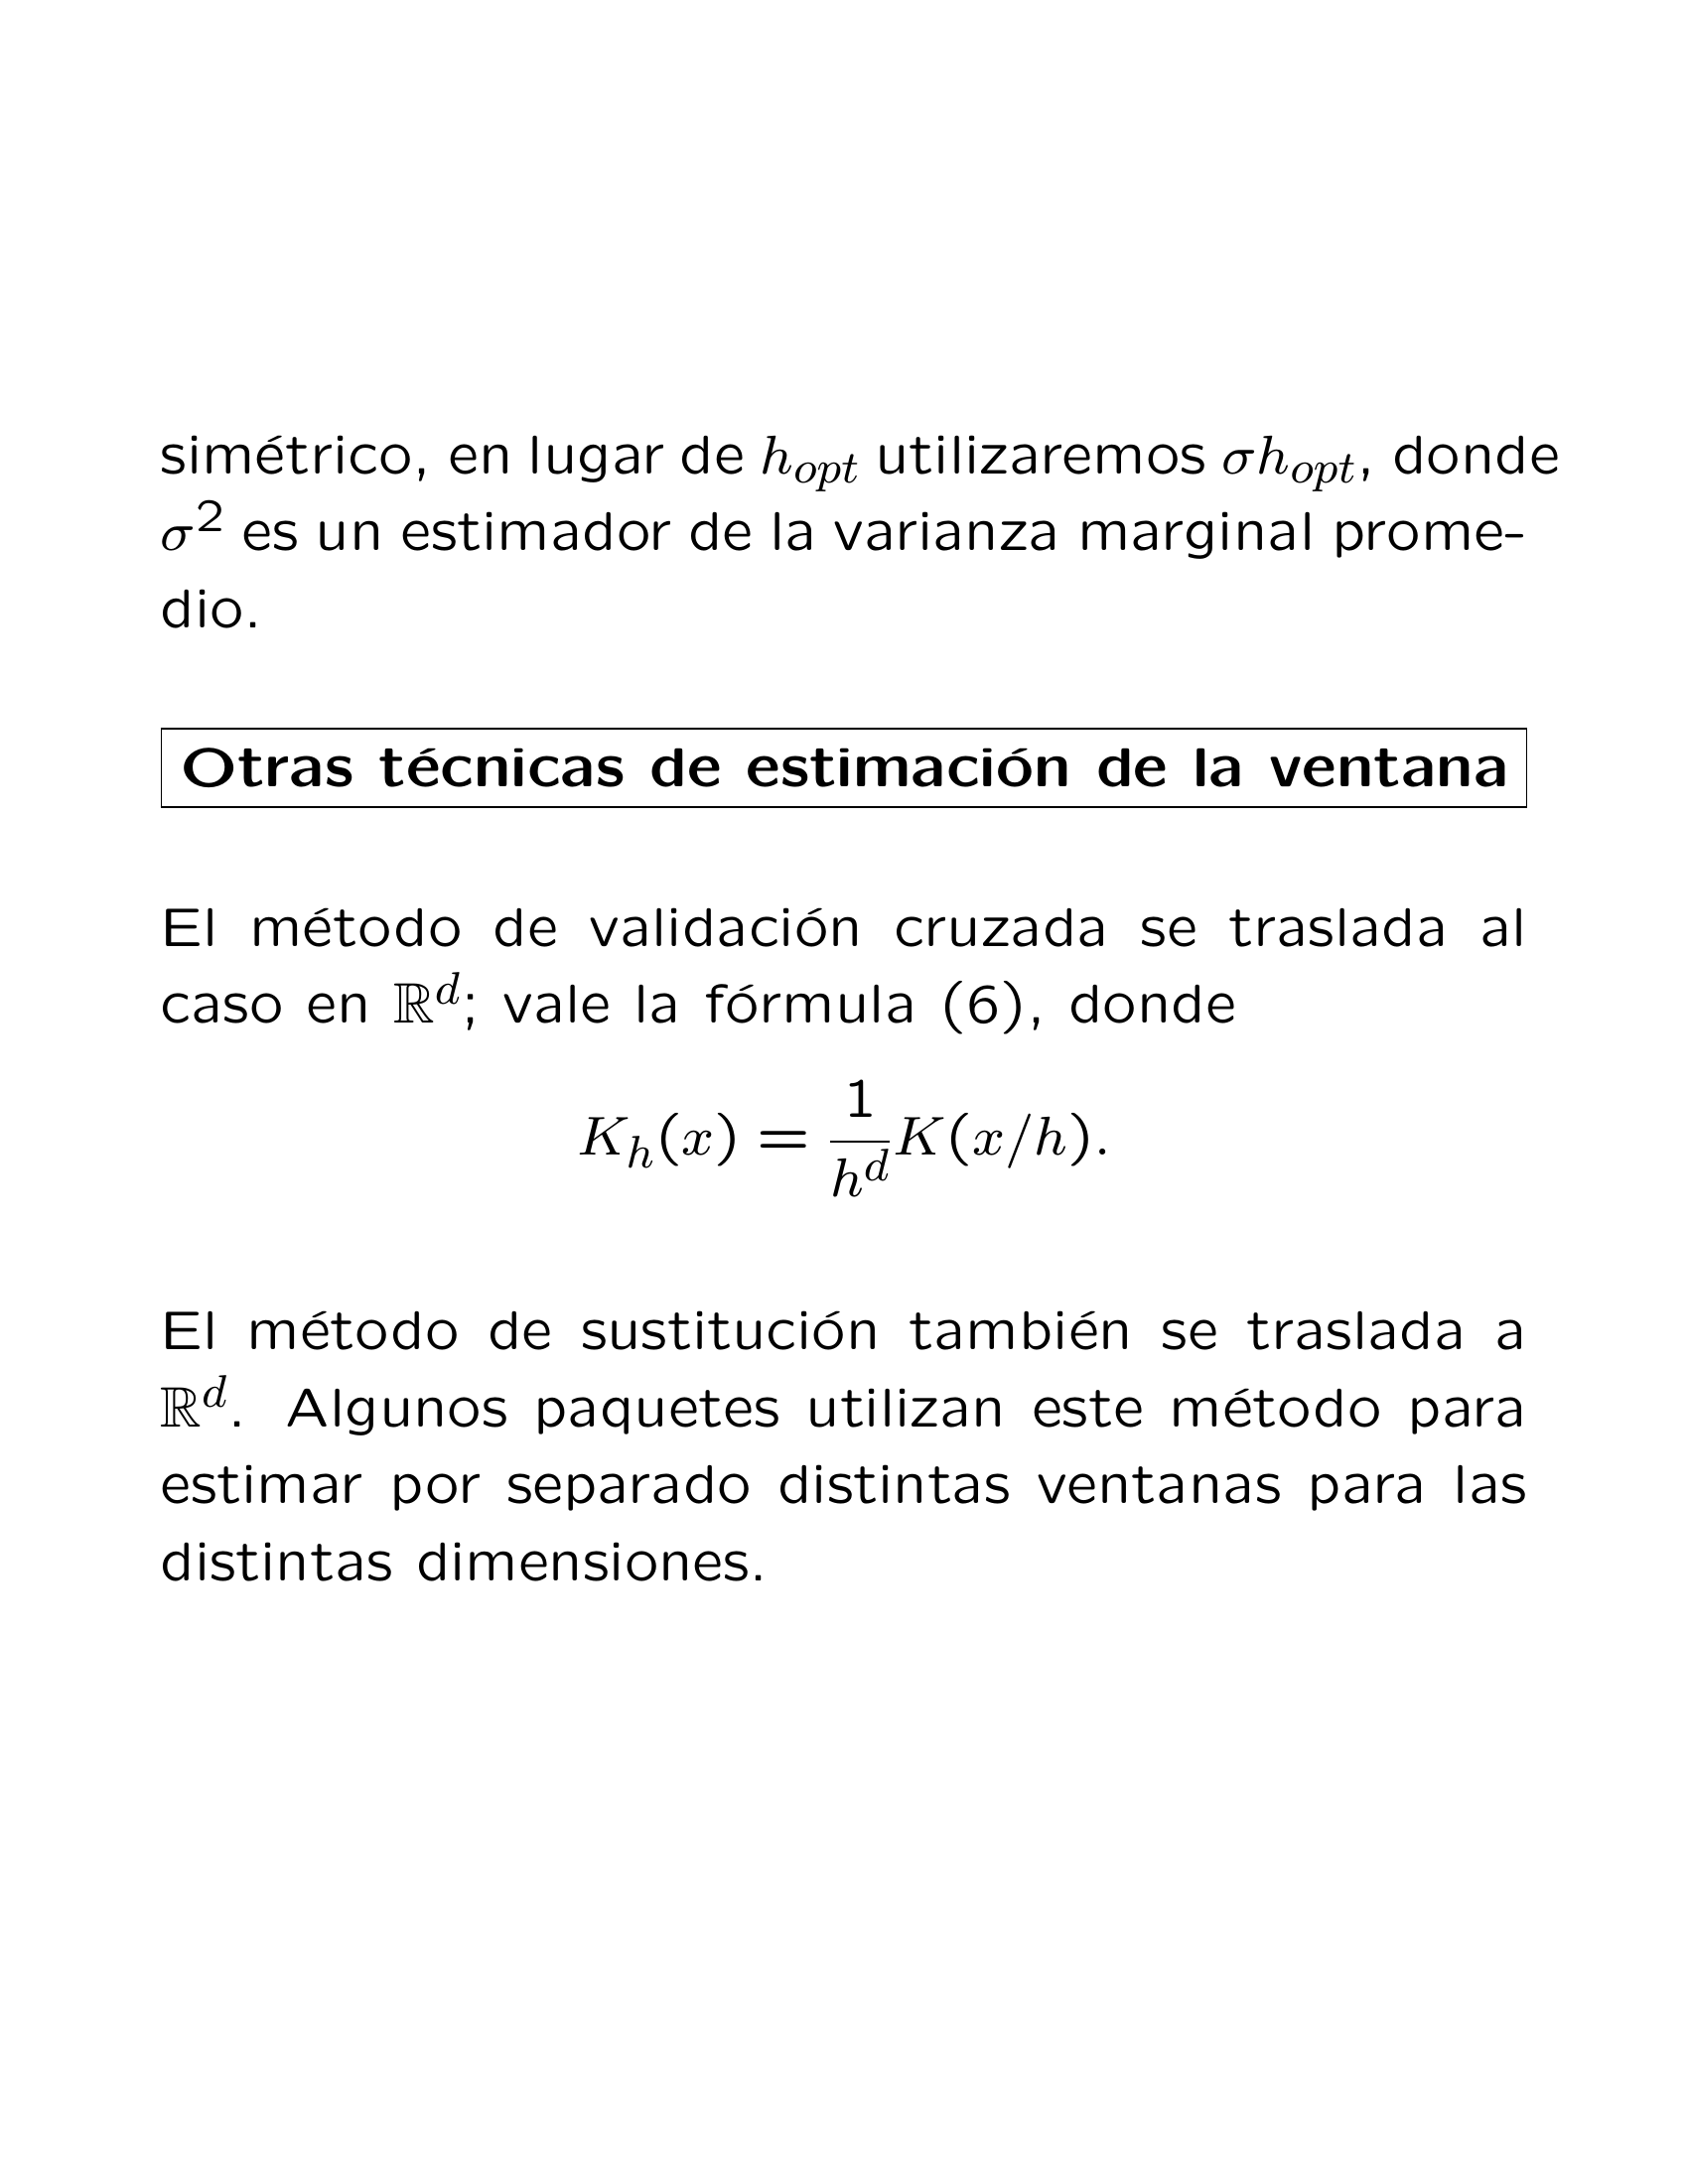 simétrico, en lugar de $h_{opt}$ utilizaremos $\sigma h_{opt}$, donde
$\sigma^2$ es un estimador de la varianza marginal prome-
dio.
Otras técnicas de estimación de la ventana
El método de validación cruzada se traslada al
caso en $\mathbb{R}^d$; vale la fórmula (6), donde
$K_h(x) = \frac{1}{h^d} K(x/h).$
El método de sustitución también se traslada a
$\mathbb{R}^d$. Algunos paquetes utilizan este método para
estimar por separado distintas ventanas para las
distintas dimensiones.